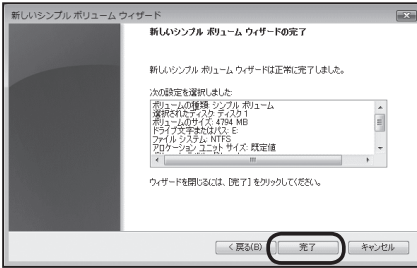 新しいシンプル ボリューム ウィザード
新しいシンプル ボリューム ウィザードの完了
新しいシンプル ボリューム ウィザードは正常に完了しました。
次の設定を選択しました:
ボリュームの種類: シンプル ボリューム
選択されたディスク: ディスク 1
ボリュームのサイズ: 4794 MB
ドライブ文字またはパス: E:
ファイル システム: NTFS
アロケーション ユニット サイズ: 既定値
ウィザードを閉じるには、[完了] をクリックしてください。
< 戻る(B)
完了
キャンセル